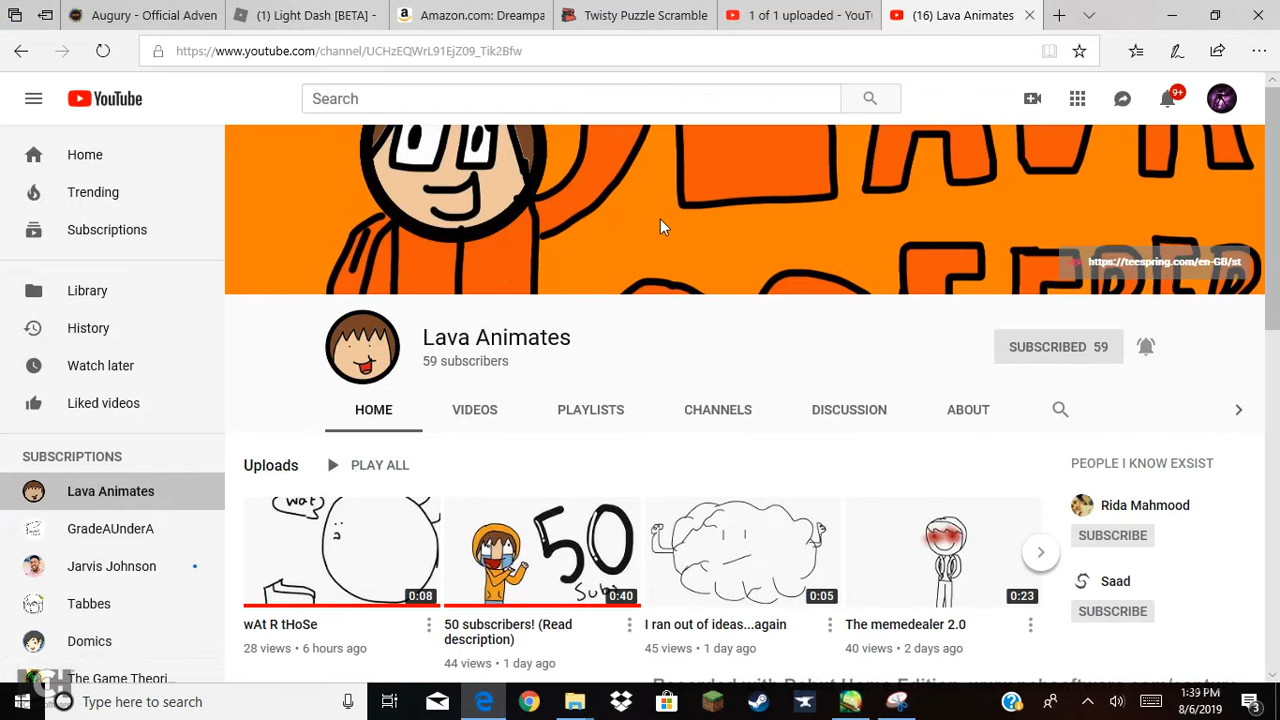 Augury - Official Adven
(1) Light Dash [BETA] -
Amazon.com: Dreampa
Twisty Puzzle Scramble
1 of 1 uploaded - YouT
(16) Lava Animates
https://www.youtube.com/channel/UCHzEQWrL91EjZ09_Tik2Bfw
YouTube
Search
9+
Home
Trending
Subscriptions
Library
History
Watch later
Liked videos
SUBSCRIPTIONS
Lava Animates
GradeAUnderA
Jarvis Johnson
Tabbes
Domics
The Game Theori...
https://teespring.com/en-GB/st
Lava Animates
59 subscribers
SUBSCRIBED 59
HOME
VIDEOS
PLAYLISTS
CHANNELS
DISCUSSION
ABOUT
Uploads
PLAY ALL
wat
0:08
wAt R tHoSe
28 views • 6 hours ago
50
Subs
0:40
50 subscribers! (Read
description)
44 views • 1 day ago
0:05
I ran out of ideas...again
45 views • 1 day ago
0:23
The memedealer 2.0
40 views • 2 days ago
PEOPLE I KNOW EXSIST
Rida Mahmood
SUBSCRIBE
Saad
SUBSCRIBE
Type here to search
1:39 PM
8/6/2019
3